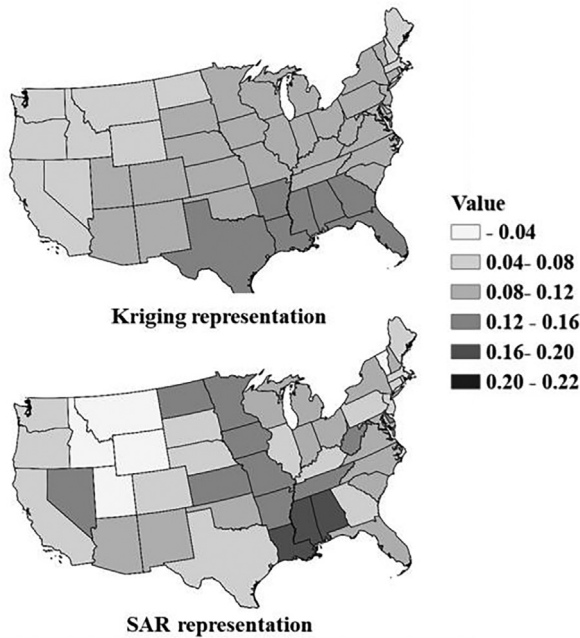 Value
- 0.04
0.04- 0.08
0.08- 0.12
0.12 - 0.16
0.16- 0.20
0.20 - 0.22
Kriging representation
SAR representation